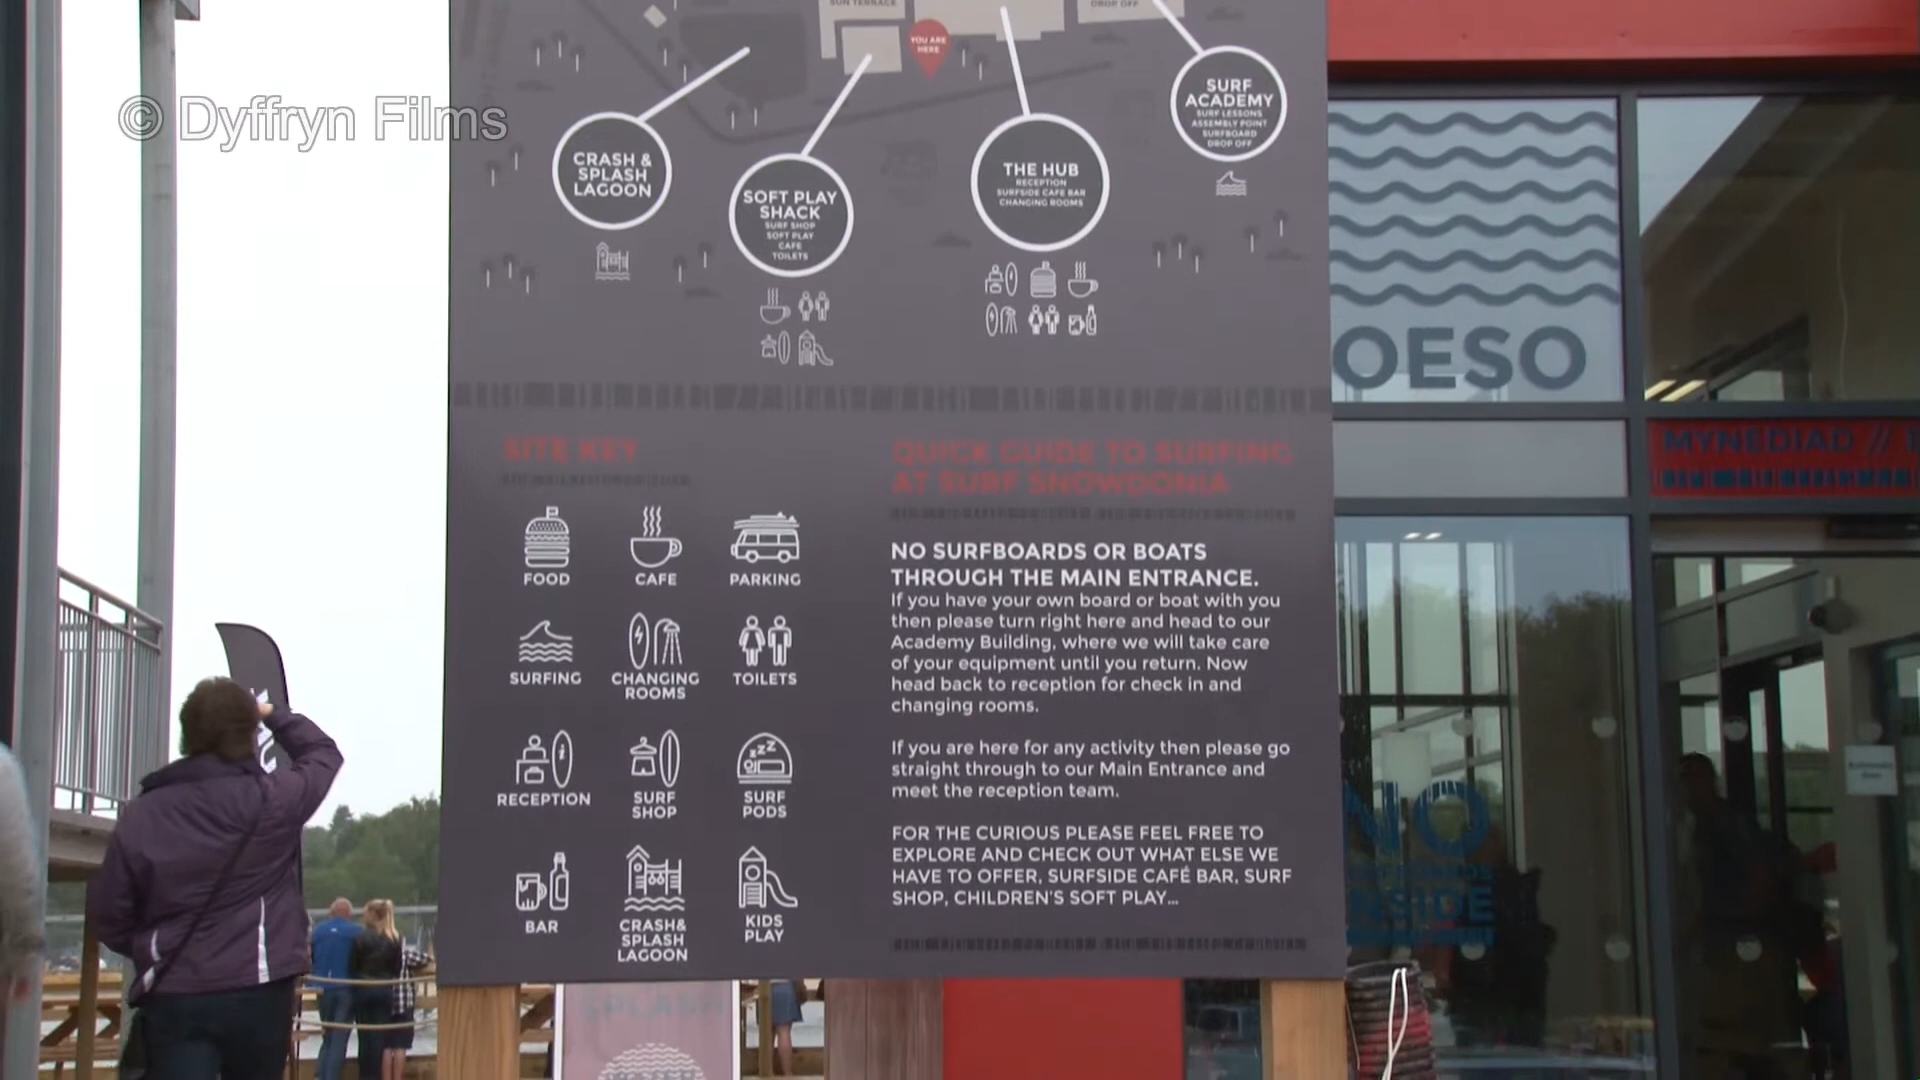 SUN TERRACE
DROP OFF
YOU ARE
HERE
© Dyffryn Films
SURF
ACADEMY
SURF LESSONS
ASSEMBLY POINT
SURFBOARD
DROP OFF
CRASH &
SPLASH
LAGOON
SOFT PLAY
SHACK
SURF SHOP
SOFT PLAY
CAFE
TOILETS
THE HUB
RECEPTION
SURFSIDE CAFE BAR
CHANGING ROOMS
OESO
MYNEDIAD //
SITE KEY
FOOD
CAFE
PARKING
SURFING
CHANGING
ROOMS
TOILETS
RECEPTION
SURF
SHOP
SURF
PODS
BAR
CRASH&
SPLASH
LAGOON
KIDS
PLAY
QUICK GUIDE TO SURFING
AT SURF SNOWDONIA
NO SURFBOARDS OR BOATS
THROUGH THE MAIN ENTRANCE.
If you have your own board or boat with you
then please turn right here and head to our
Academy Building, where we will take care
of your equipment until you return. Now
head back to reception for check in and
changing rooms.
If you are here for any activity then please go
straight through to our Main Entrance and
meet the reception team.
FOR THE CURIOUS PLEASE FEEL FREE TO
EXPLORE AND CHECK OUT WHAT ELSE WE
HAVE TO OFFER, SURFSIDE CAFÉ BAR, SURF
SHOP, CHILDREN'S SOFT PLAY...
NO
INSIDE
SPLASH